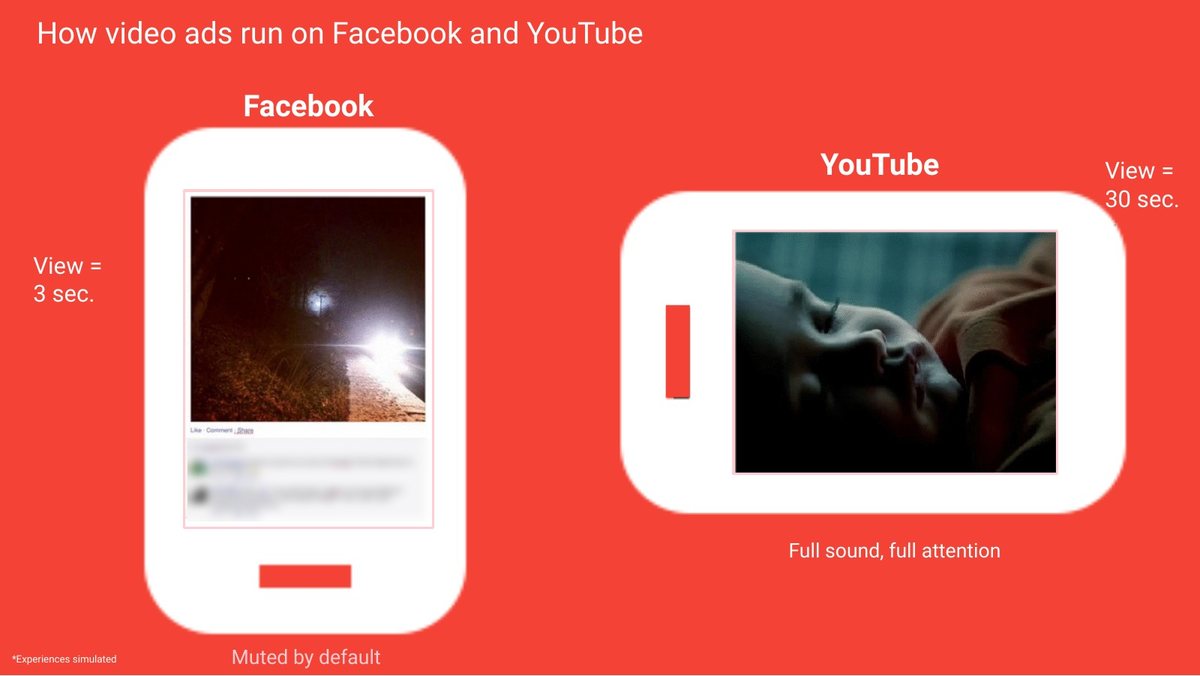 How video ads run on Facebook and YouTube
Facebook
YouTube
View =
30 sec.
View =
3 sec.
Like · Comment · Share
Full sound, full attention
Muted by default
*Experiences simulated